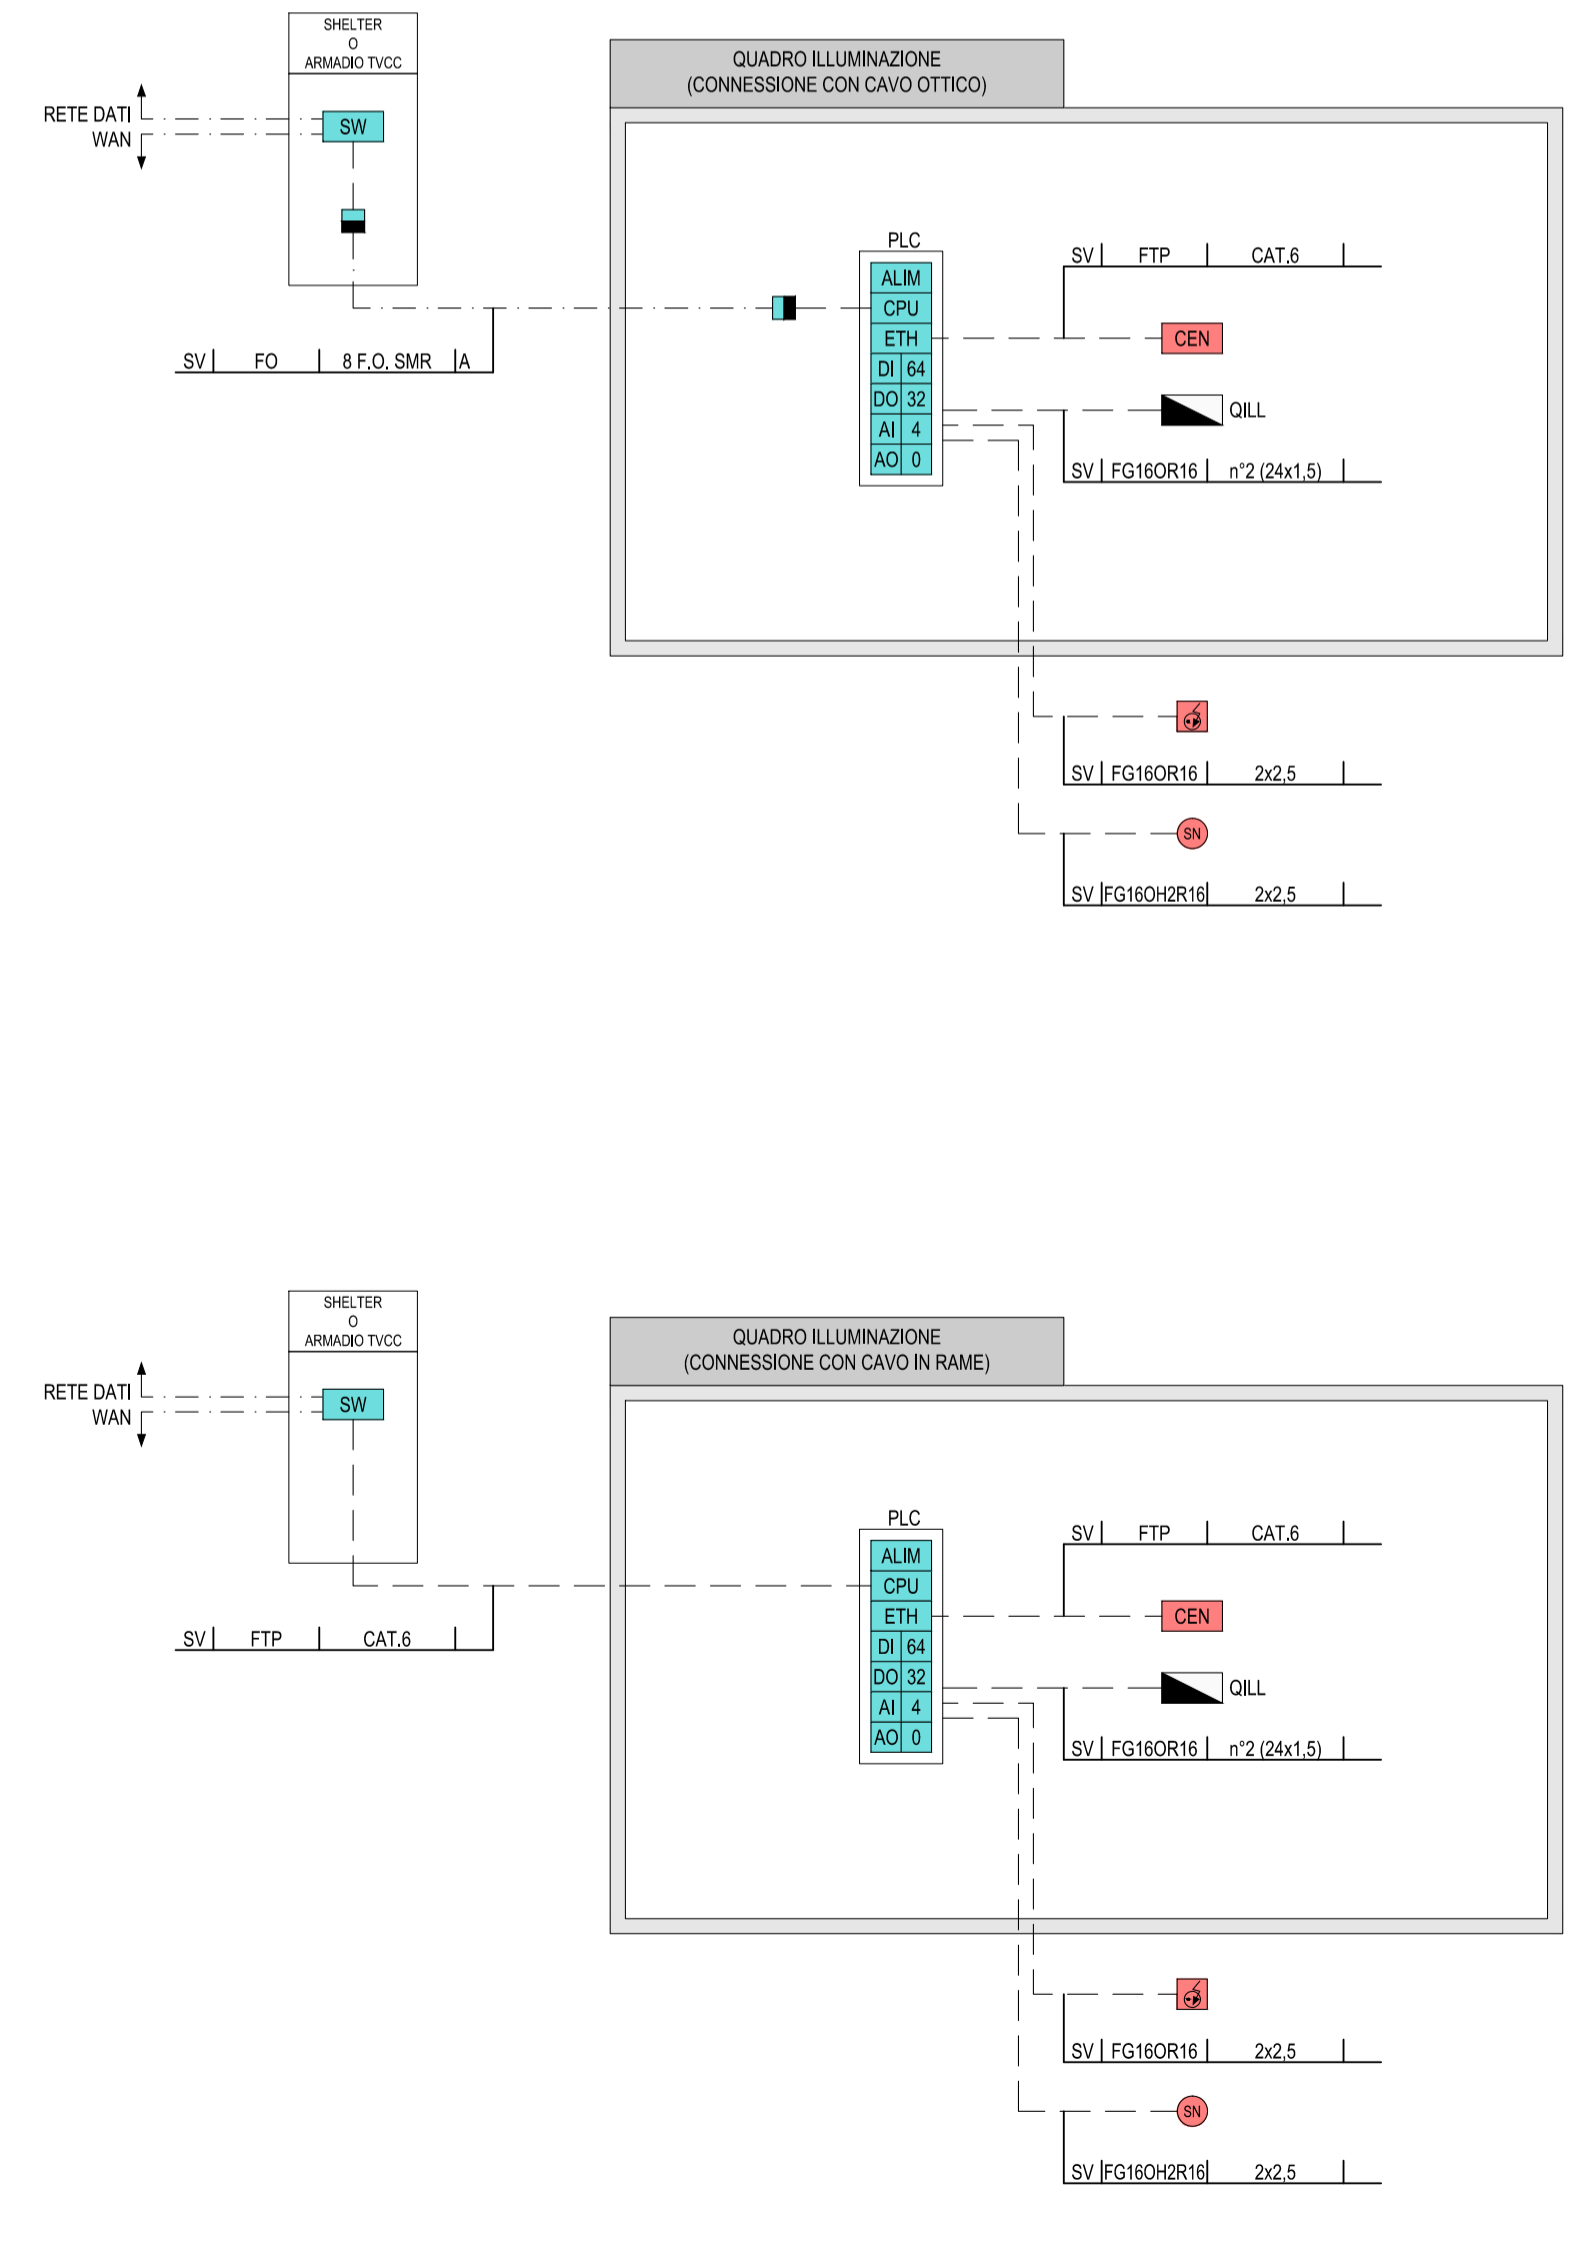 SHELTER
O
ARMADIO TVCC
RETE DATI
WAN
SW
SV FO 8 F.O. SMR A
QUADRO ILLUMINAZIONE
(CONNESSIONE CON CAVO OTTICO)
PLC
ALIM
CPU
ETH
DI 64
DO 32
AI 4
AO 0
SV FTP CAT.6
CEN
QILL
SV FG16OR16 n°2 (24x1,5)
SV FG16OR16 2x2,5
SN
SV FG16OH2R16 2x2,5
SHELTER
O
ARMADIO TVCC
RETE DATI
WAN
SW
SV FTP CAT.6
QUADRO ILLUMINAZIONE
(CONNESSIONE CON CAVO IN RAME)
PLC
ALIM
CPU
ETH
DI 64
DO 32
AI 4
AO 0
SV FTP CAT.6
CEN
QILL
SV FG16OR16 n°2 (24x1,5)
SV FG16OR16 2x2,5
SN
SV FG16OH2R16 2x2,5